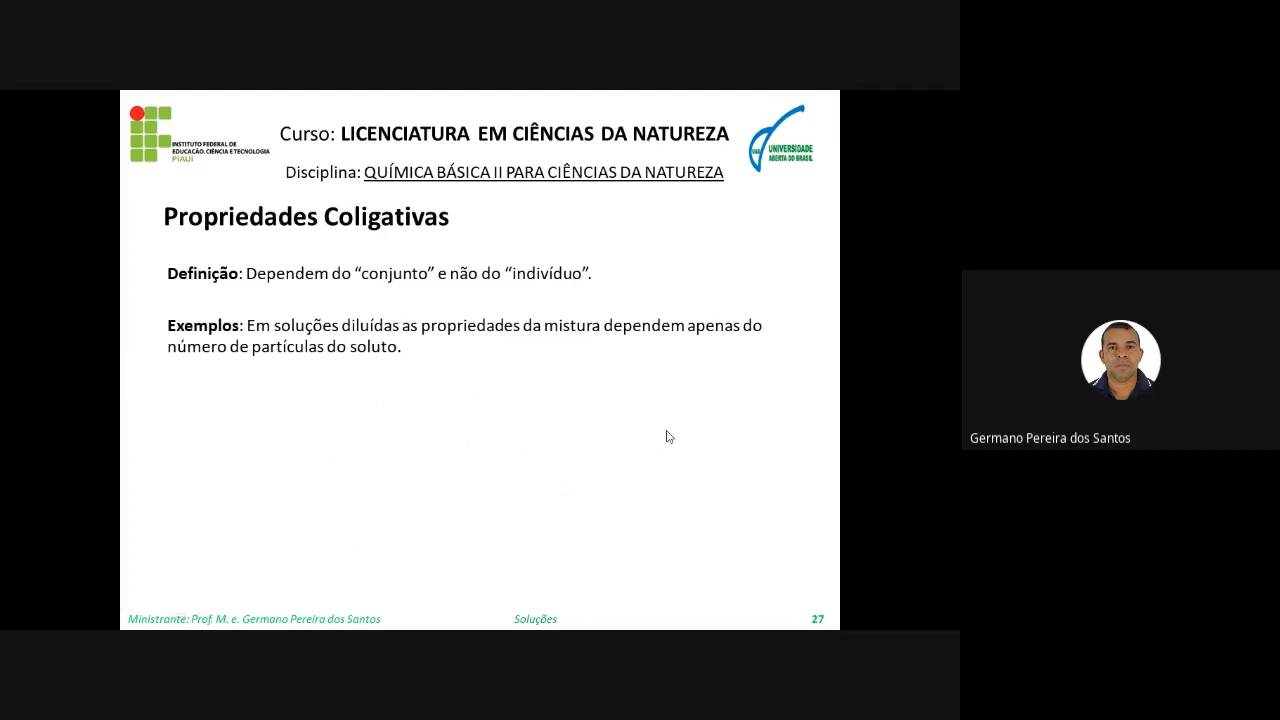 INSTITUTO FEDERAL DE
EDUCAÇÃO, CIÊNCIA E TECNOLOGIA
PIAUÍ
Curso: LICENCIATURA EM CIÊNCIAS DA NATUREZA
Disciplina: QUÍMICA BÁSICA II PARA CIÊNCIAS DA NATUREZA
UAB
UNIVERSIDADE
ABERTA DO BRASIL
Propriedades Coligativas
Definição: Dependem do “conjunto” e não do “indivíduo”.
Exemplos: Em soluções diluídas as propriedades da mistura dependem apenas do
número de partículas do soluto.
Germano Pereira dos Santos
Ministrante: Prof. M. e. Germano Pereira dos Santos
Soluções
27